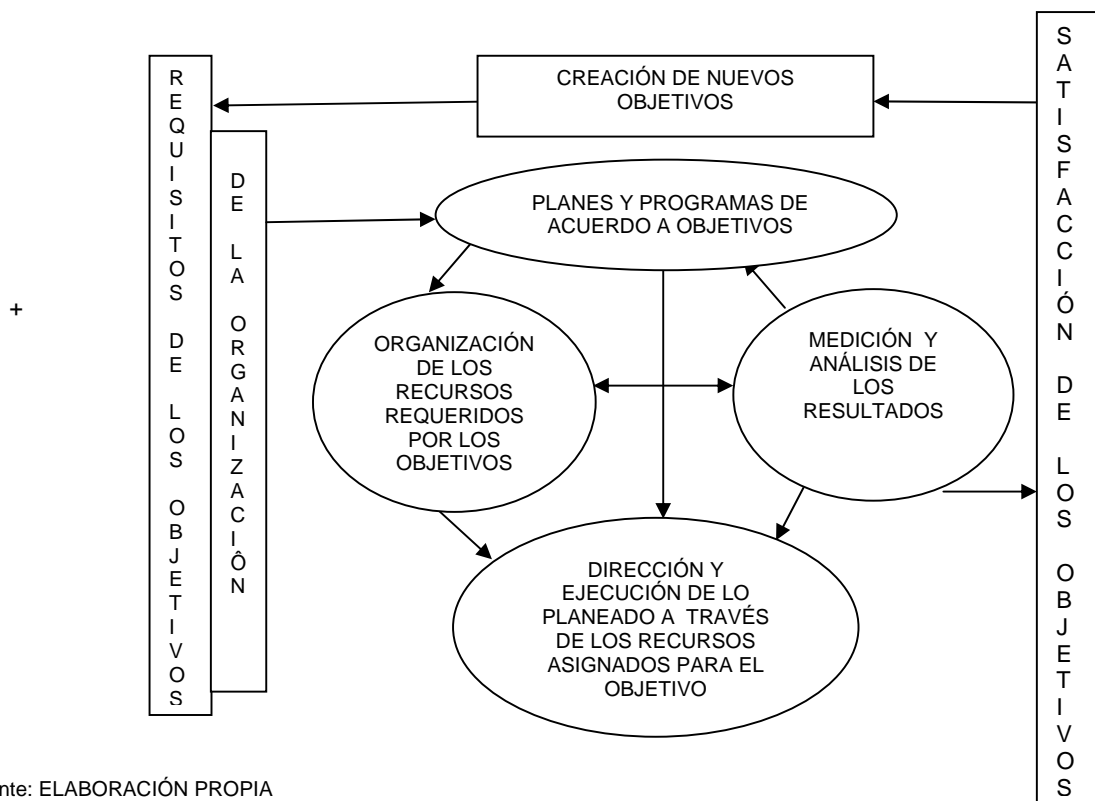 REQUISITOS DE LOS OBJETIVOS
DE LA ORGANIZACIÔN
CREACIÓN DE NUEVOS
OBJETIVOS
PLANES Y PROGRAMAS DE
ACUERDO A OBJETIVOS
+
ORGANIZACIÓN
DE LOS
RECURSOS
REQUERIDOS
POR LOS
OBJETIVOS
MEDICIÓN Y
ANÁLISIS DE
LOS
RESULTADOS
DIRECCIÓN Y
EJECUCIÓN DE LO
PLANEADO A TRAVÉS
DE LOS RECURSOS
ASIGNADOS PARA EL
OBJETIVO
SATISFACCIÓN DE LOS OBJETIVOS
nte: ELABORACIÓN PROPIA